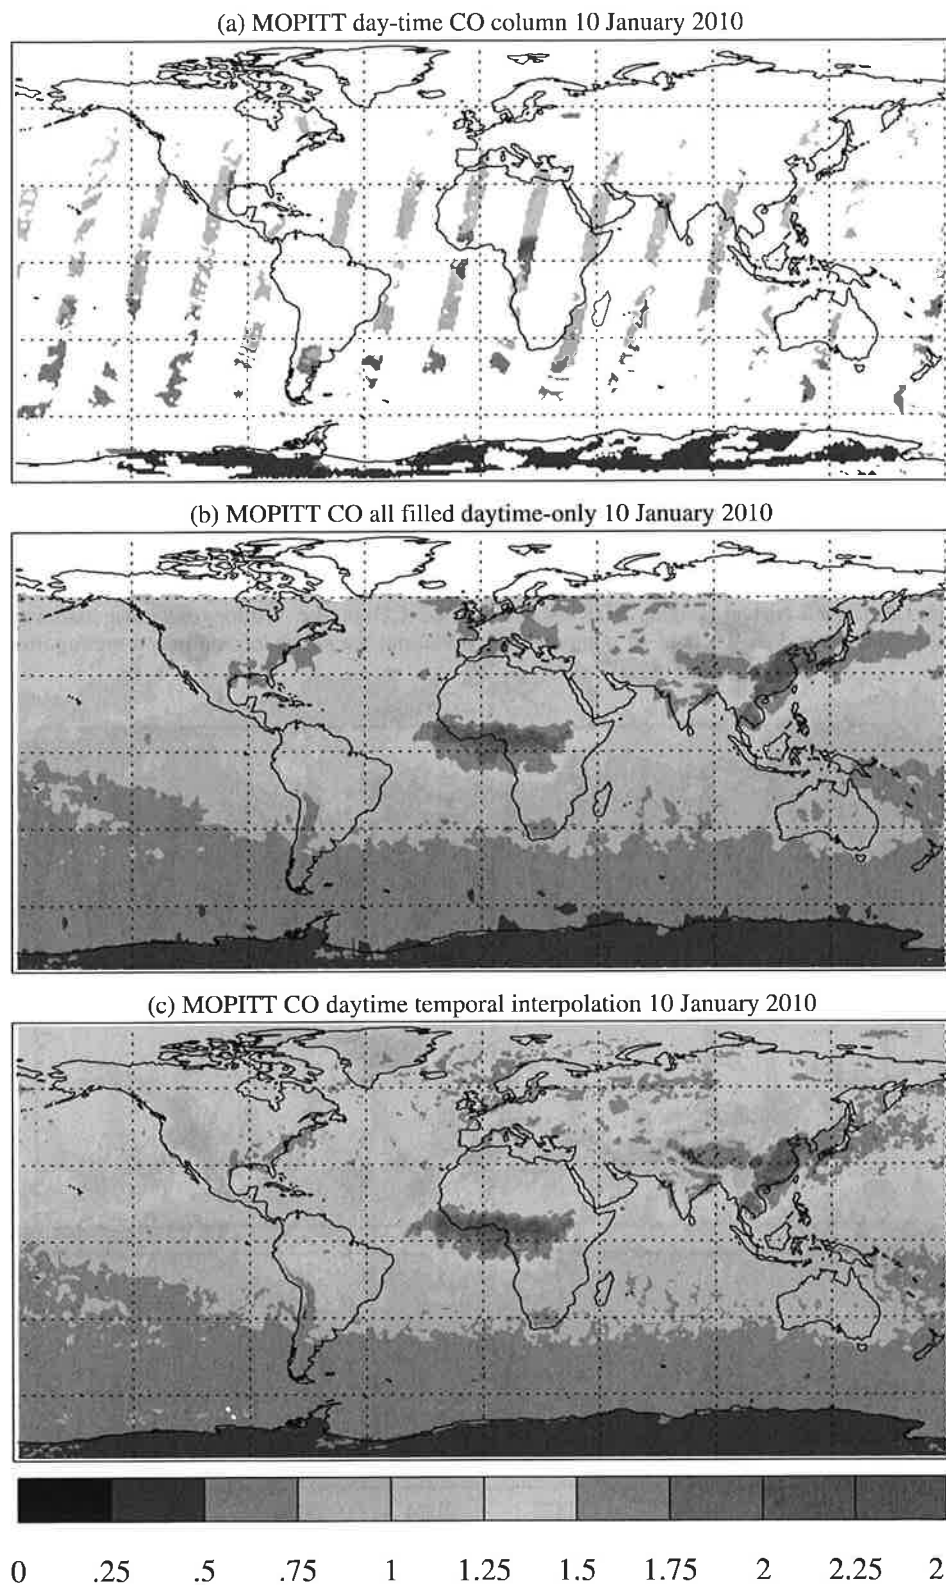 (a) MOPITT day-time CO column 10 January 2010
(b) MOPITT CO all filled daytime-only 10 January 2010
(c) MOPITT CO daytime temporal interpolation 10 January 2010
0 .25 .5 .75 1 1.25 1.5 1.75 2 2.25 2